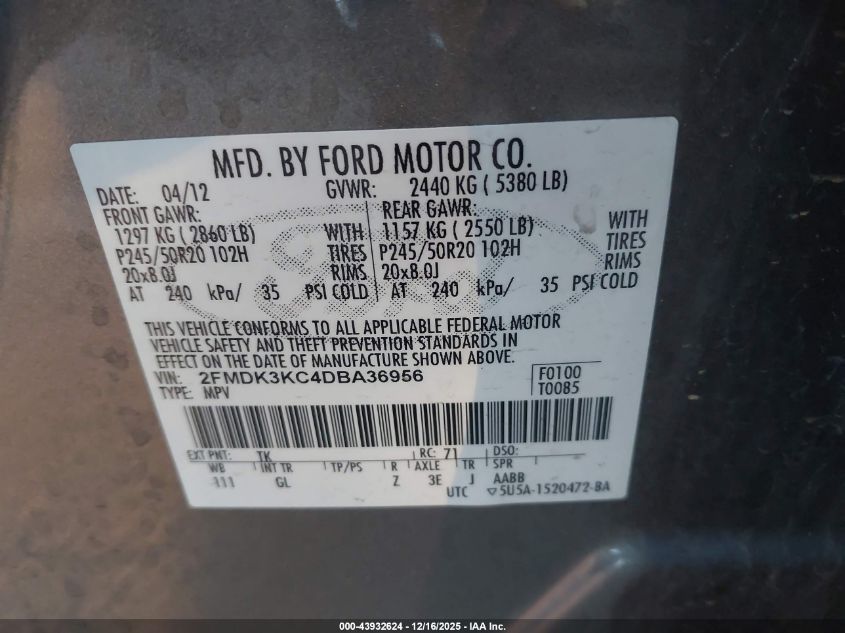 MFD. BY FORD MOTOR CO.
DATE: 04/12 GVWR: 2440 KG ( 5380 LB)
FRONT GAWR: REAR GAWR:
1297 KG ( 2860 LB) WITH 1157 KG ( 2550 LB) WITH
P245/50R20 102H TIRES P245/50R20 102H TIRES
20x8.0J RIMS 20x8.0J RIMS
AT 240 kPa/ 35 PSI COLD AT 240 kPa/ 35 PSI COLD
THIS VEHICLE CONFORMS TO ALL APPLICABLE FEDERAL MOTOR
VEHICLE SAFETY AND THEFT PREVENTION STANDARDS IN
EFFECT ON THE DATE OF MANUFACTURE SHOWN ABOVE.
VIN: 2FMDK3KC4DBA36956 F0100
TYPE: MPV T0085
EXT PNT: TK RC: 71 DSO:
WB INT TR TP/PS R AXLE TR SPR
111 GL Z 3E J AABB
UTC ▽5U5A-1520472-BA
000-43932624 - 12/16/2025 - IAA Inc.